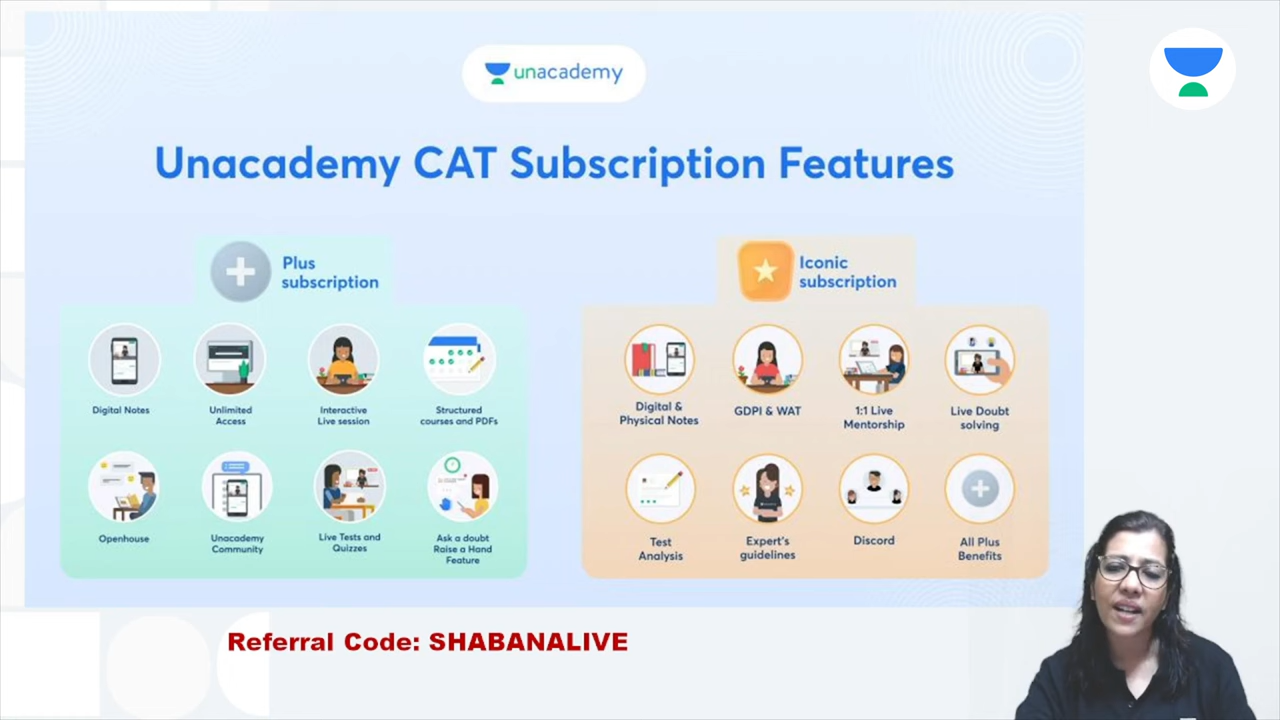 unacademy
Unacademy CAT Subscription Features
Plus
subscription
Digital Notes
Unlimited
Access
Interactive
Live session
Structured
courses and PDFs
Openhouse
Unacademy
Community
Live Tests and
Quizzes
Ask a doubt
Raise a Hand
Feature
Iconic
subscription
Digital &
Physical Notes
GDPI & WAT
1:1 Live
Mentorship
Live Doubt
solving
Test
Analysis
Expert's
guidelines
Discord
All Plus
Benefits
Referral Code: SHABANALIVE